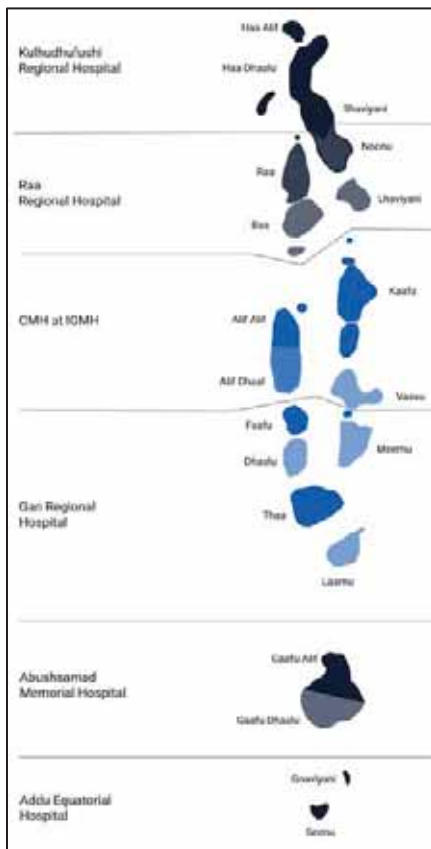 Haa Alif
Kulhudhufushi
Regional Hospital
Haa Dhaalu
Shaviyani
Noonu
Raa
Raa
Regional Hospital
Lhaviyani
Baa
Kaafu
CMH at IGMH
Alif Alif
Alif Dhaal
Vaavu
Faafu
Meemu
Dhaalu
Gan Regional
Hospital
Thaa
Laamu
Gaafu Alif
Abushsamad
Memorial Hospital
Gaafu Dhaalu
Gnaviyani
Addu Equatorial
Hospital
Seenu